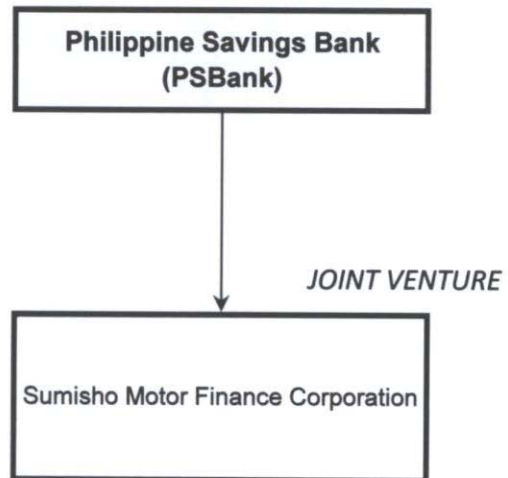 Philippine Savings Bank
(PSBank)
JOINT VENTURE
Sumisho Motor Finance Corporation